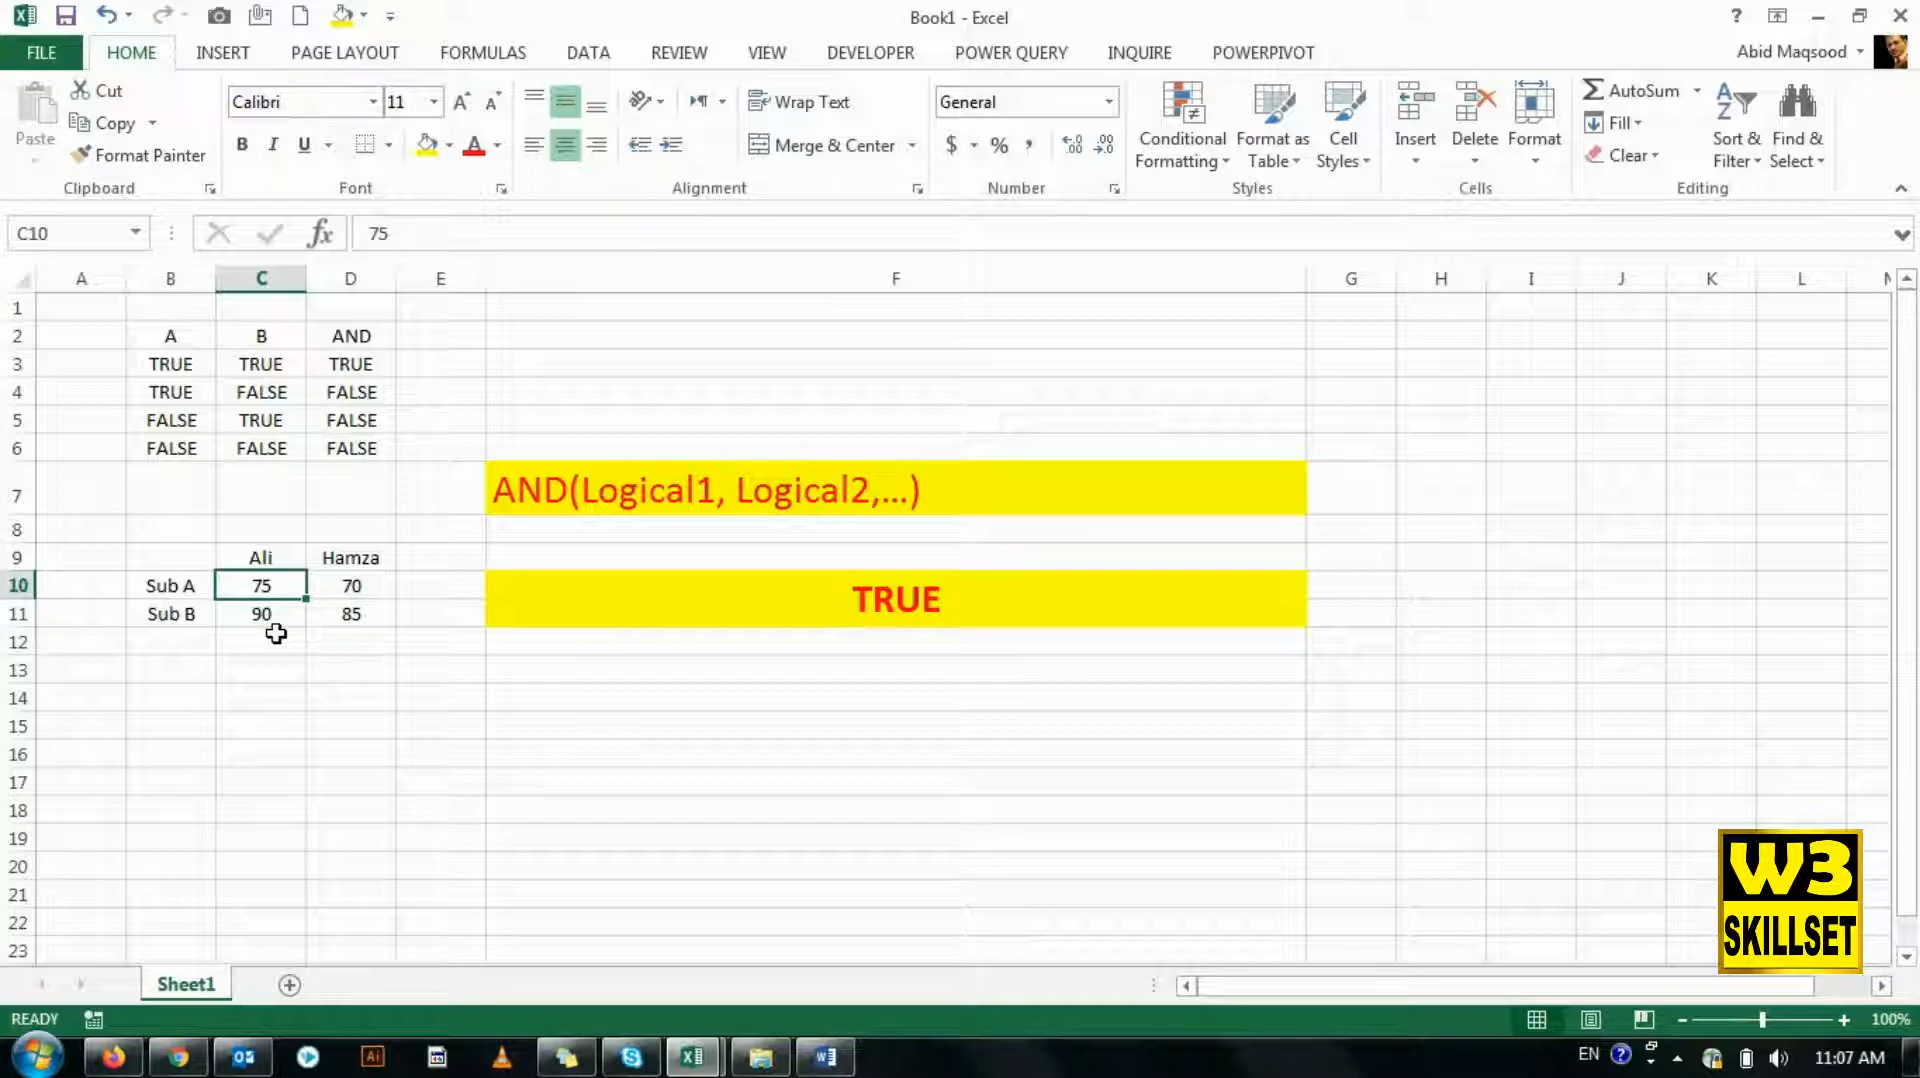 Book1 - Excel
FILE HOME INSERT PAGE LAYOUT FORMULAS DATA REVIEW VIEW DEVELOPER POWER QUERY INQUIRE POWERPIVOT Abid Maqsood
Paste
Cut
Copy
Format Painter
Clipboard
Calibri 11
B I U A
Font
Wrap Text
Merge & Center
Alignment
General
$ % ,
Number
Conditional Formatting
Format as Table
Cell Styles
Styles
Insert
Delete
Format
Cells
AutoSum
Fill
Clear
Sort & Filter
Find & Select
Editing
C10 fx 75
A B C D E F G H I J K L
1
2 A B AND
3 TRUE TRUE TRUE
4 TRUE FALSE FALSE
5 FALSE TRUE FALSE
6 FALSE FALSE FALSE
7 AND(Logical1, Logical2,...)
8
9 Ali Hamza
10 Sub A 75 70 TRUE
11 Sub B 90 85
12
13
14
15
16
17
18
19
20
21
22
23
W3
SKILLSET
Sheet1
READY 100%
EN 11:07 AM